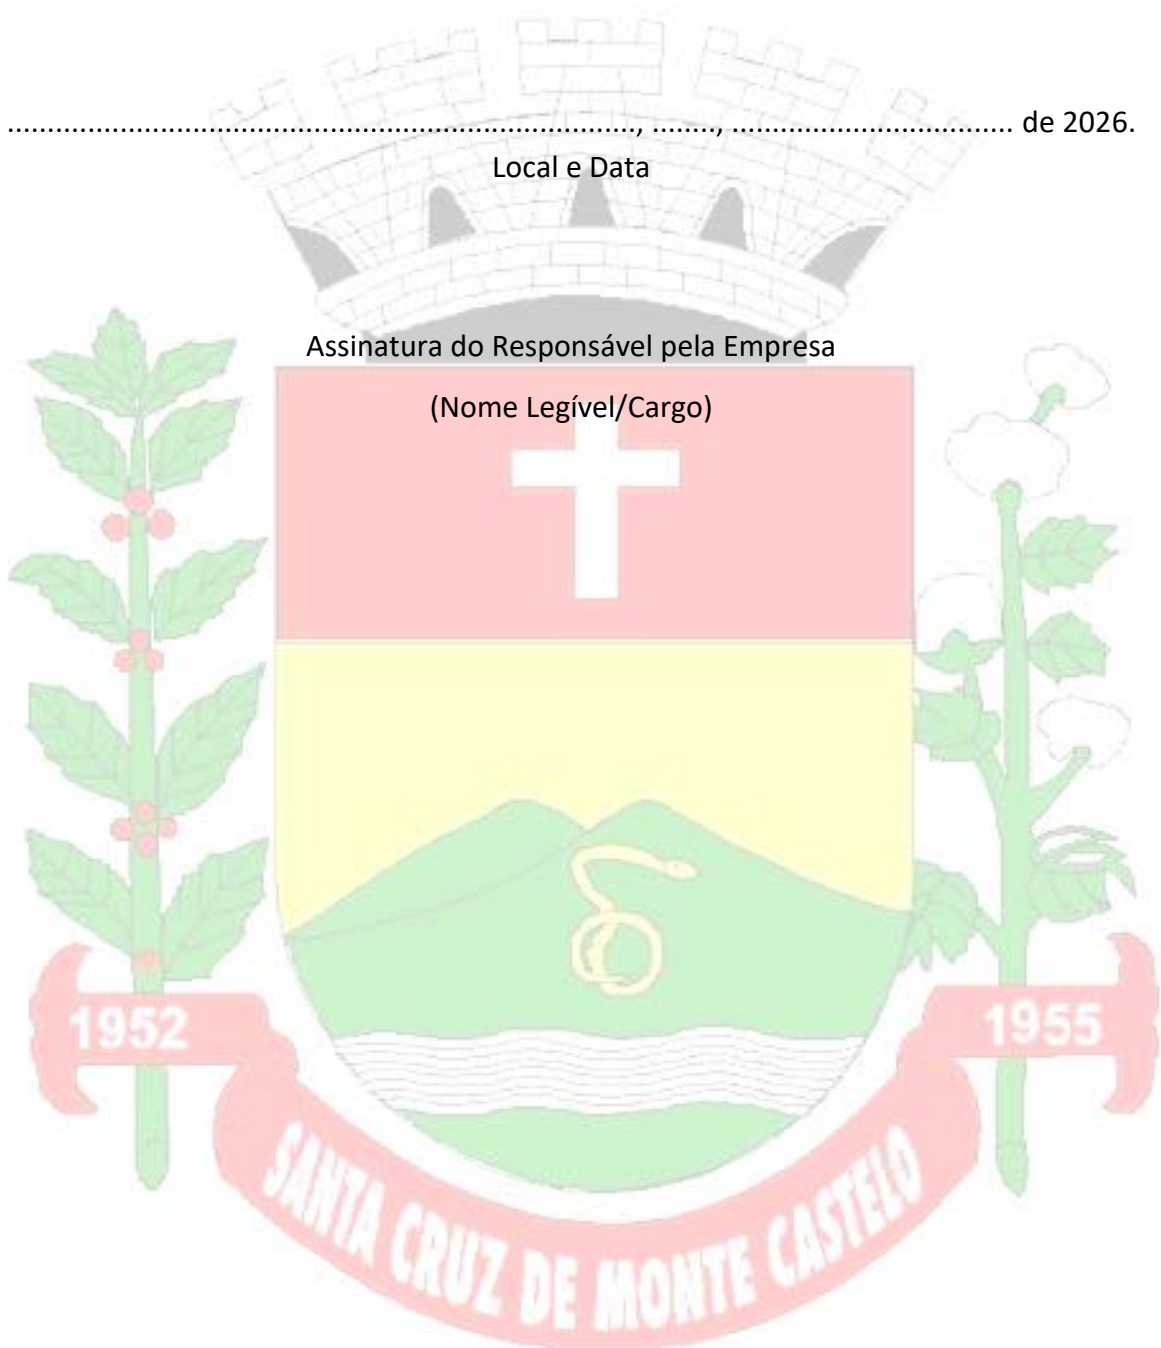 ................................................................................., ........, .................................... de 2026.
Local e Data
Assinatura do Responsável pela Empresa
(Nome Legível/Cargo)
1952
1955
SANTA CRUZ DE MONTE CASTELO